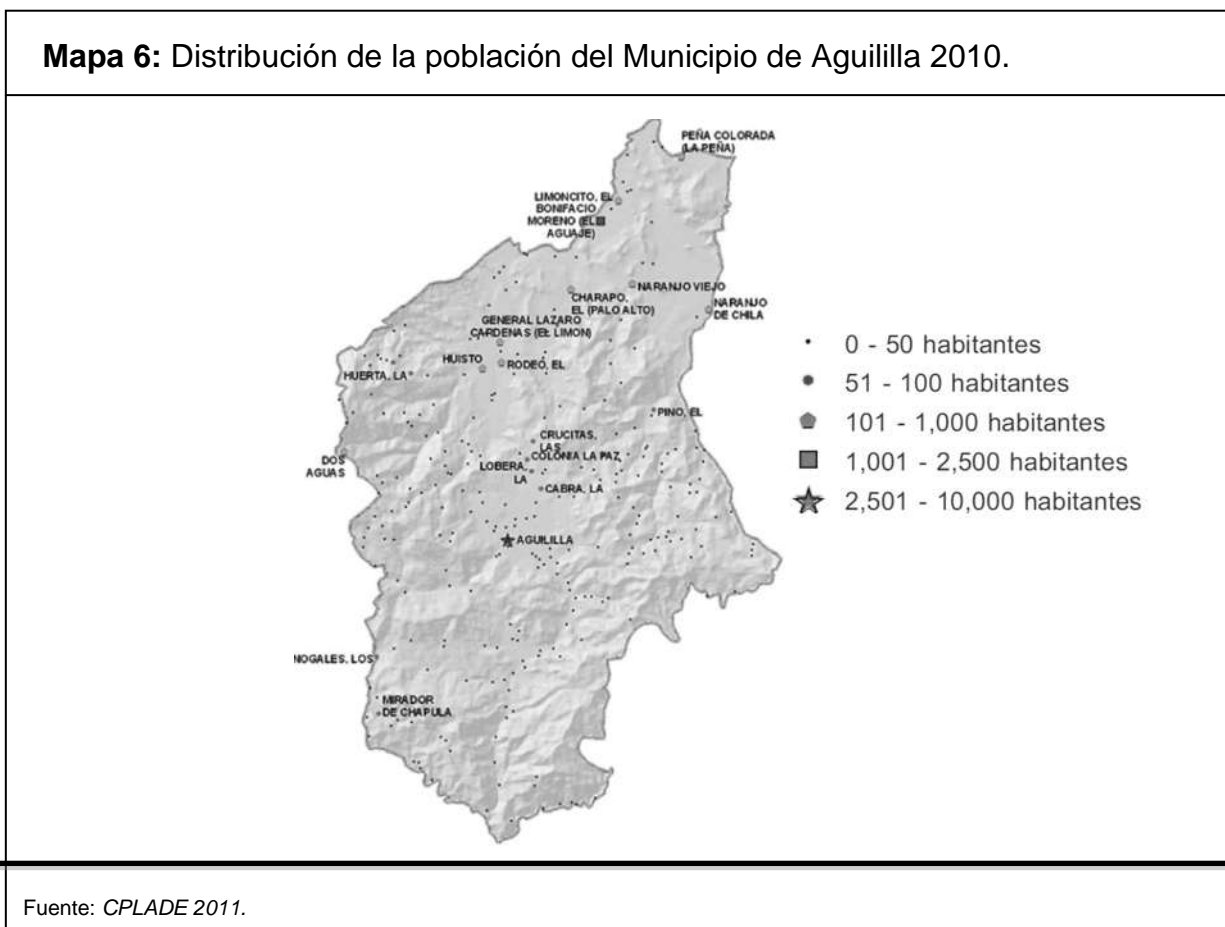 Mapa 6: Distribución de la población del Municipio de Aguililla 2010.
PEÑA COLORADA
(LA PEÑA)
LIMONCITO, EL
BONIFACIO
MORENO (EL
AGUAJE)
NARANJO VIEJO
CHARAPO,
EL (PALO ALTO)
NARANJO
DE CHILA
GENERAL LAZARO
CARDENAS (EL LIMON)
HUISTO
RODEO, EL
HUERTA, LA
PINO, EL
CRUCITAS,
LAS
COLONIA LA PAZ
DOS
AGUAS
LOBERA,
LA
CABRA, LA
AGUILILLA
NOGALES, LOS
MIRADOR
DE CHAPULA
0 - 50 habitantes
51 - 100 habitantes
101 - 1,000 habitantes
1,001 - 2,500 habitantes
2,501 - 10,000 habitantes
Fuente: CPLADE 2011.